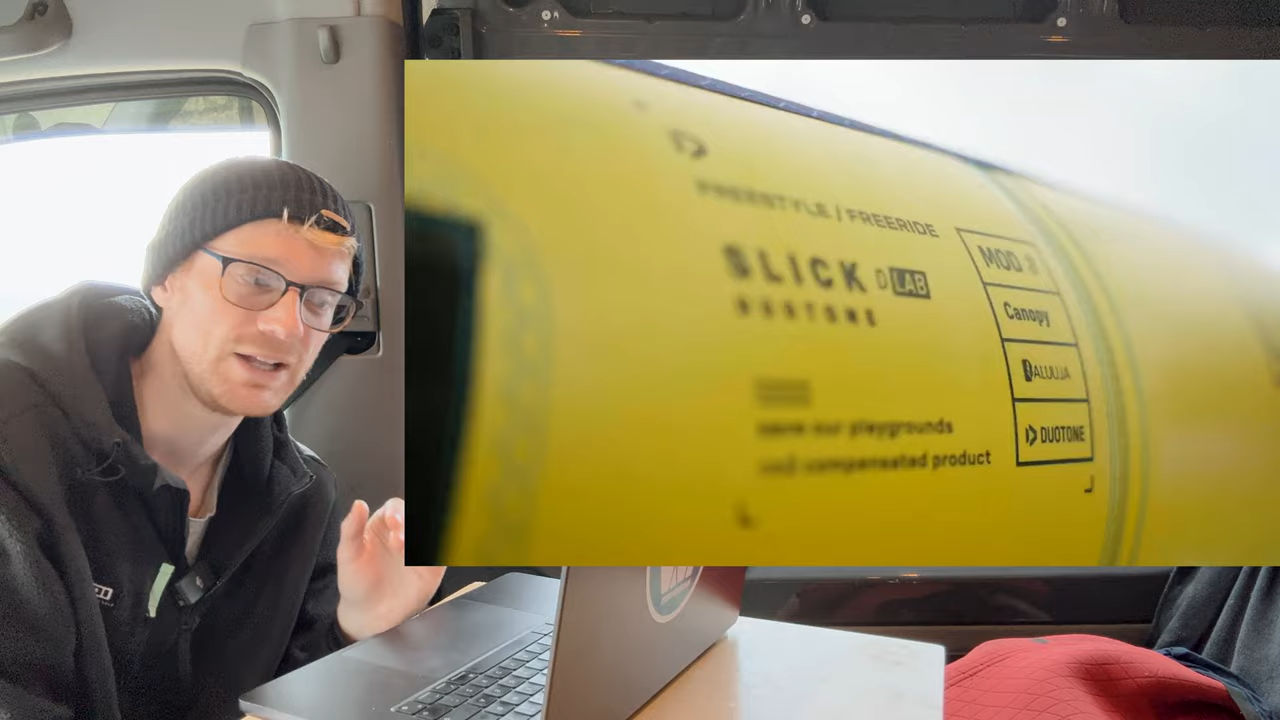 FREESTYLE / FREERIDE
SLICK D LAB
DUOTONE
save our playgrounds
co2 compensated product
MOD
Canopy
ALUULA
DUOTONE